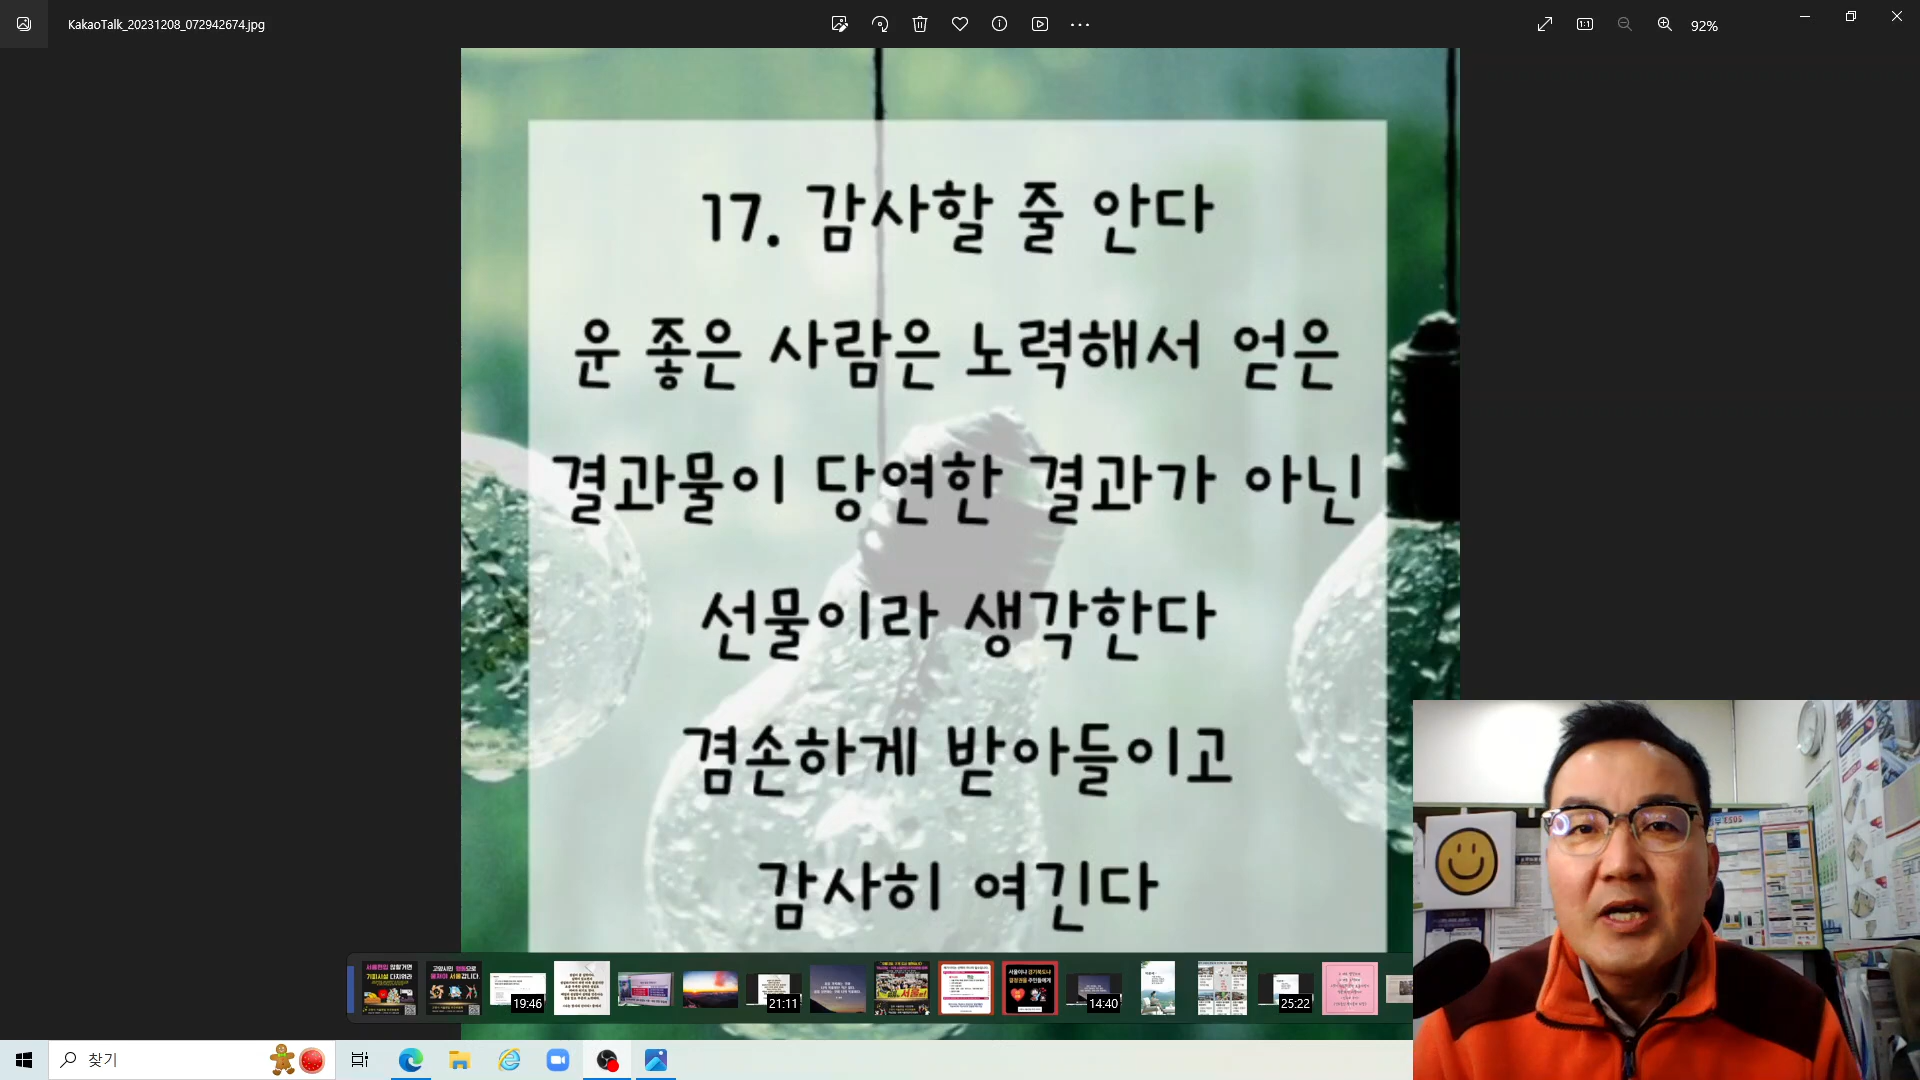 KakaoTalk_20231208_072942674.jpg
92%
17. 감사할 줄 안다
운 좋은 사람은 노력해서 얻은
결과물이 당연한 결과가 아닌
선물이라 생각한다
겸손하게 받아들이고
감사히 여긴다
19:46
21:11
14:40
25:22
찾기